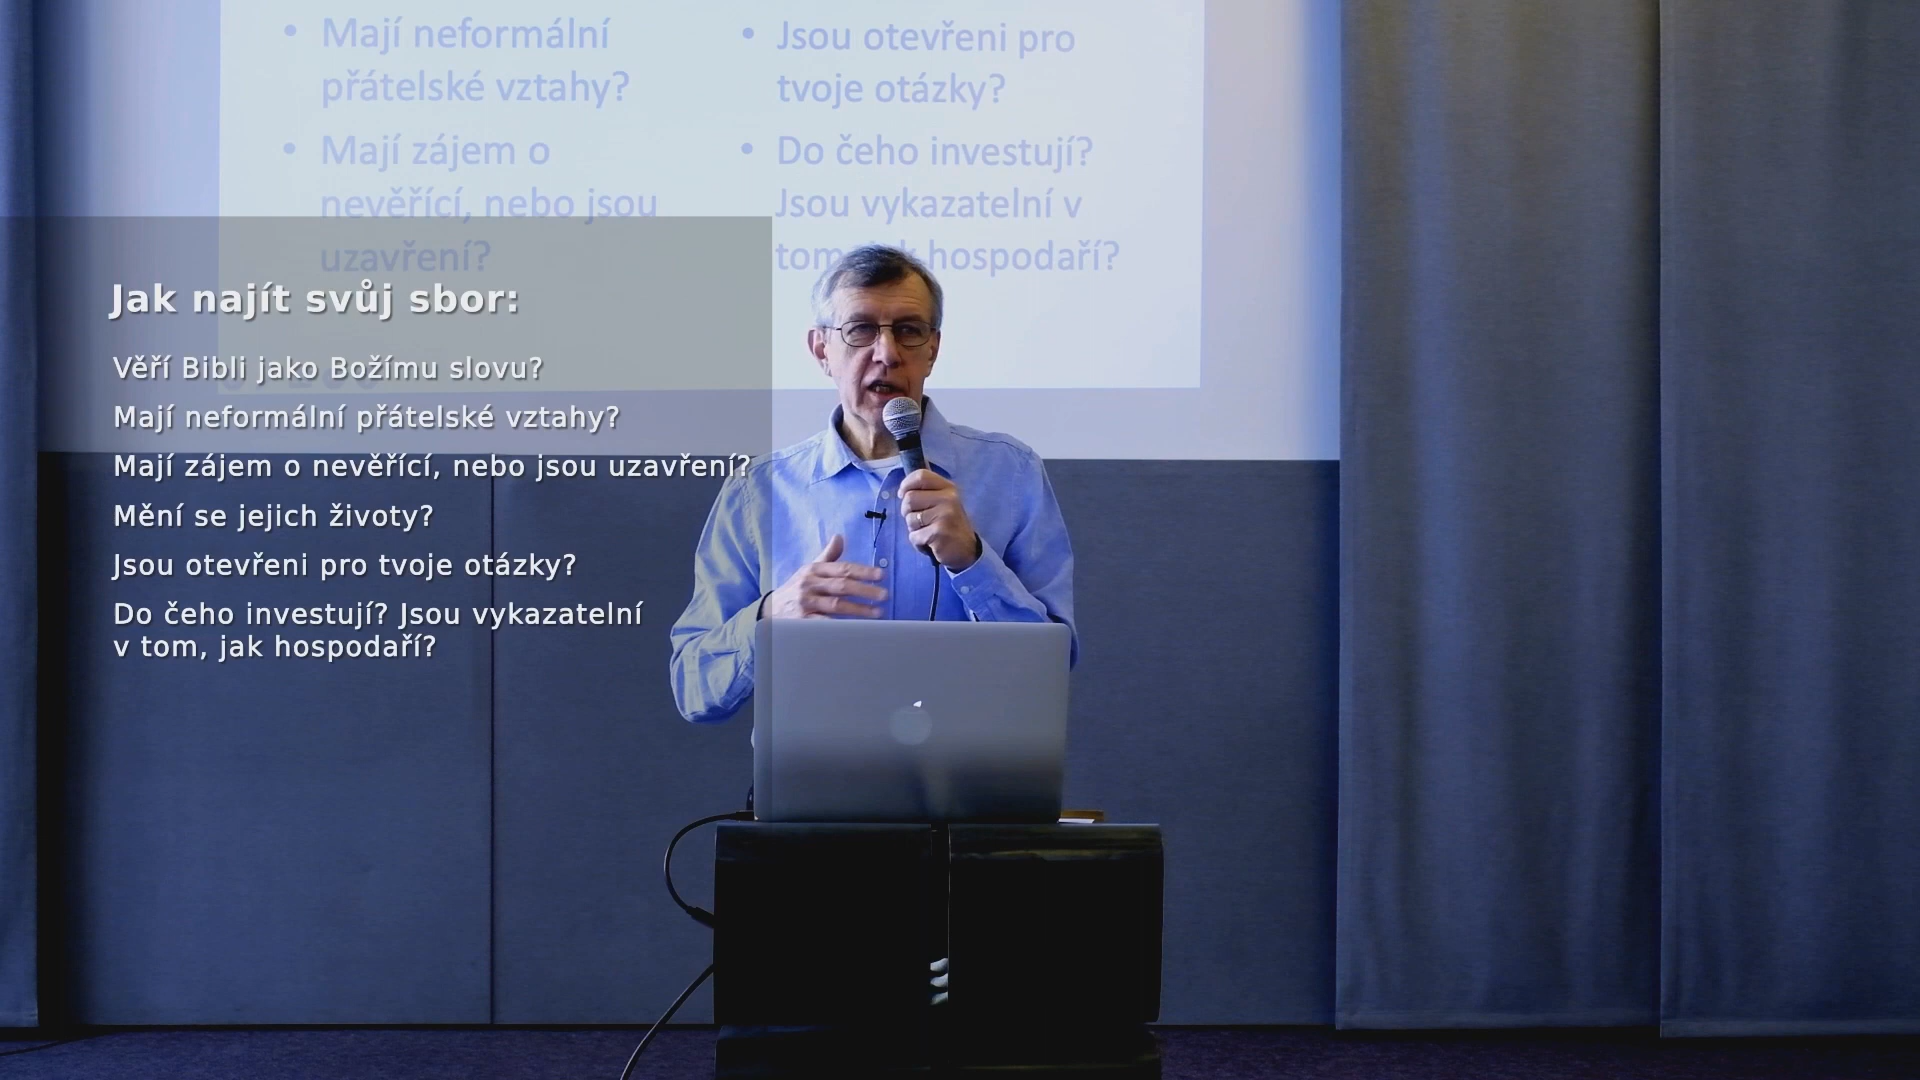 • Mají neformální
přátelské vztahy?
• Mají zájem o
nevěřící, nebo jsou
uzavření?
• Jsou otevřeni pro
tvoje otázky?
• Do čeho investují?
Jsou vykazatelní v
hospodaří?
Jak najít svůj sbor:
Věří Bibli jako Božímu slovu?
Mají neformální přátelské vztahy?
Mají zájem o nevěřící, nebo jsou uzavření?
Mění se jejich životy?
Jsou otevřeni pro tvoje otázky?
Do čeho investují? Jsou vykazatelní
v tom, jak hospodaří?